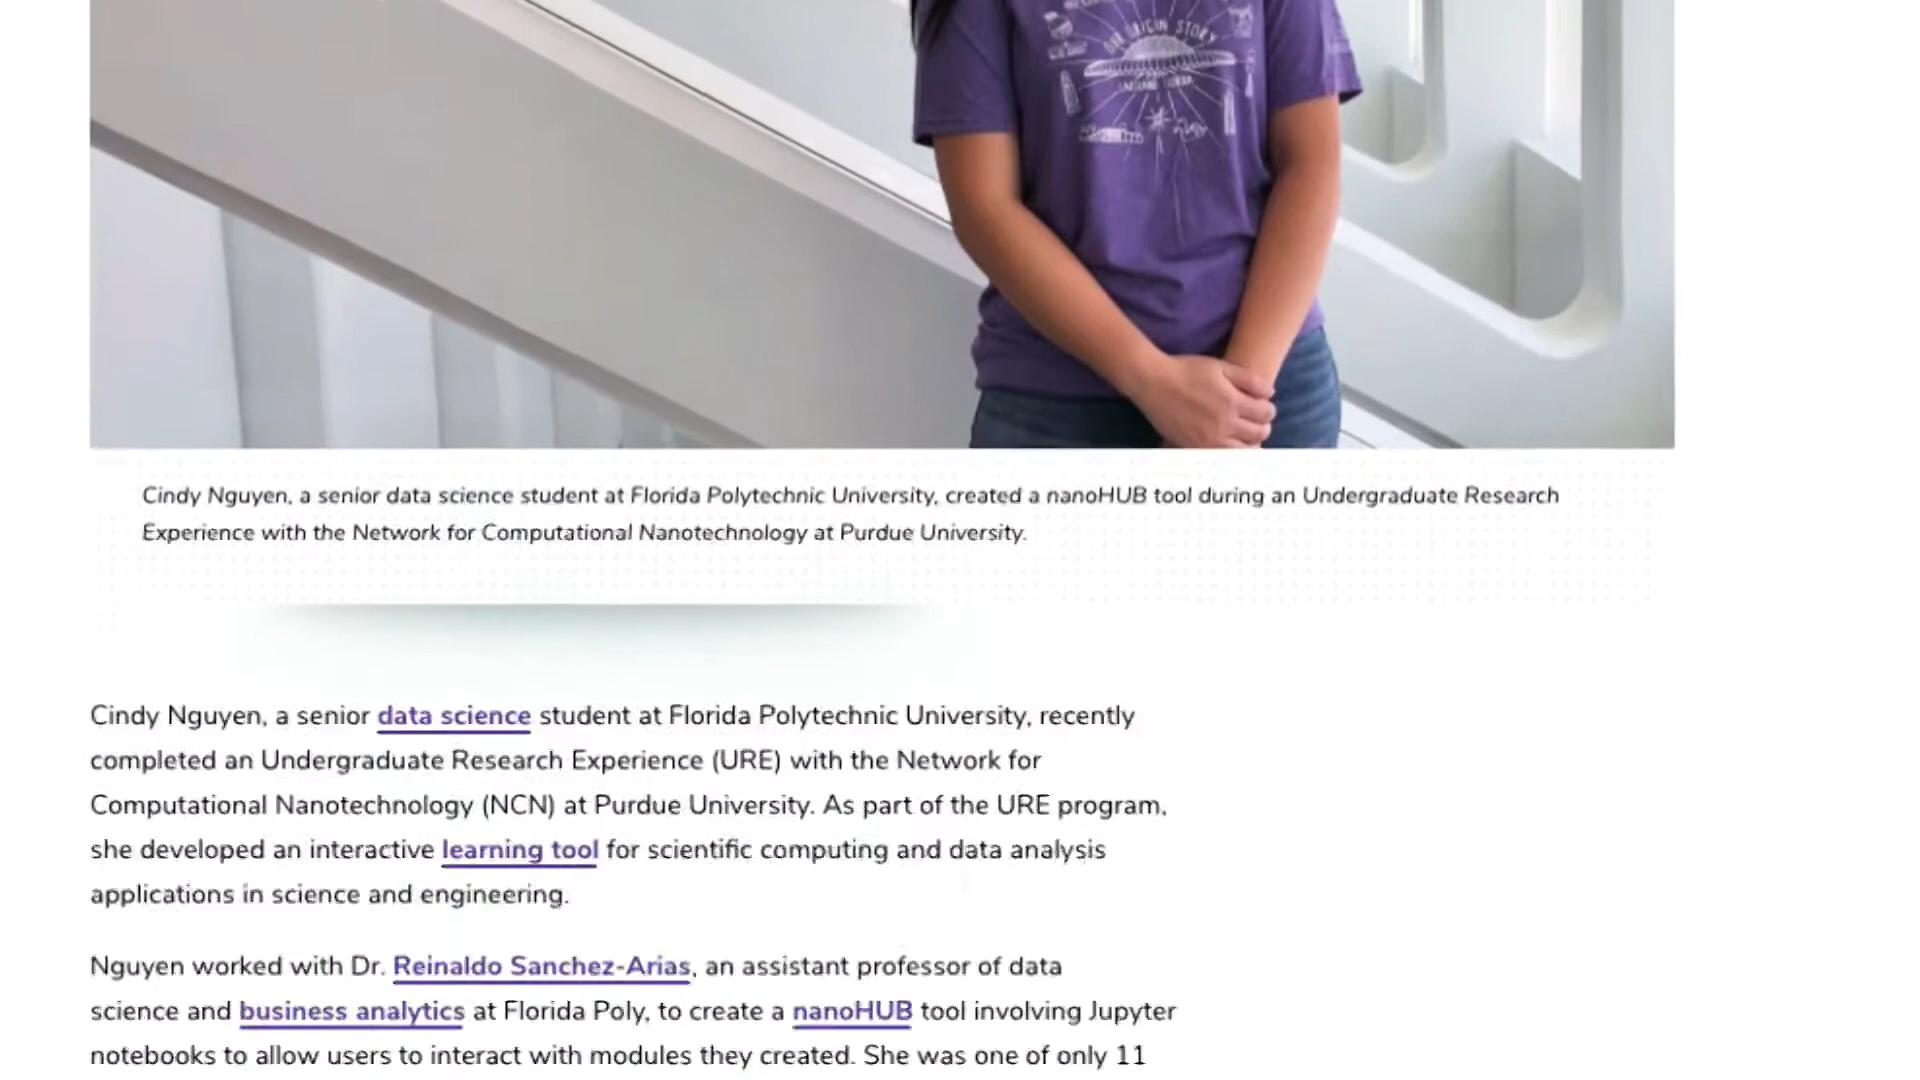 OUR ORIGIN STORY
LAKELAND FLORIDA
Cindy Nguyen, a senior data science student at Florida Polytechnic University, created a nanoHUB tool during an Undergraduate Research
Experience with the Network for Computational Nanotechnology at Purdue University.
Cindy Nguyen, a senior data science student at Florida Polytechnic University, recently
completed an Undergraduate Research Experience (URE) with the Network for
Computational Nanotechnology (NCN) at Purdue University. As part of the URE program,
she developed an interactive learning tool for scientific computing and data analysis
applications in science and engineering.
Nguyen worked with Dr. Reinaldo Sanchez-Arias, an assistant professor of data
science and business analytics at Florida Poly, to create a nanoHUB tool involving Jupyter
notebooks to allow users to interact with modules they created. She was one of only 11